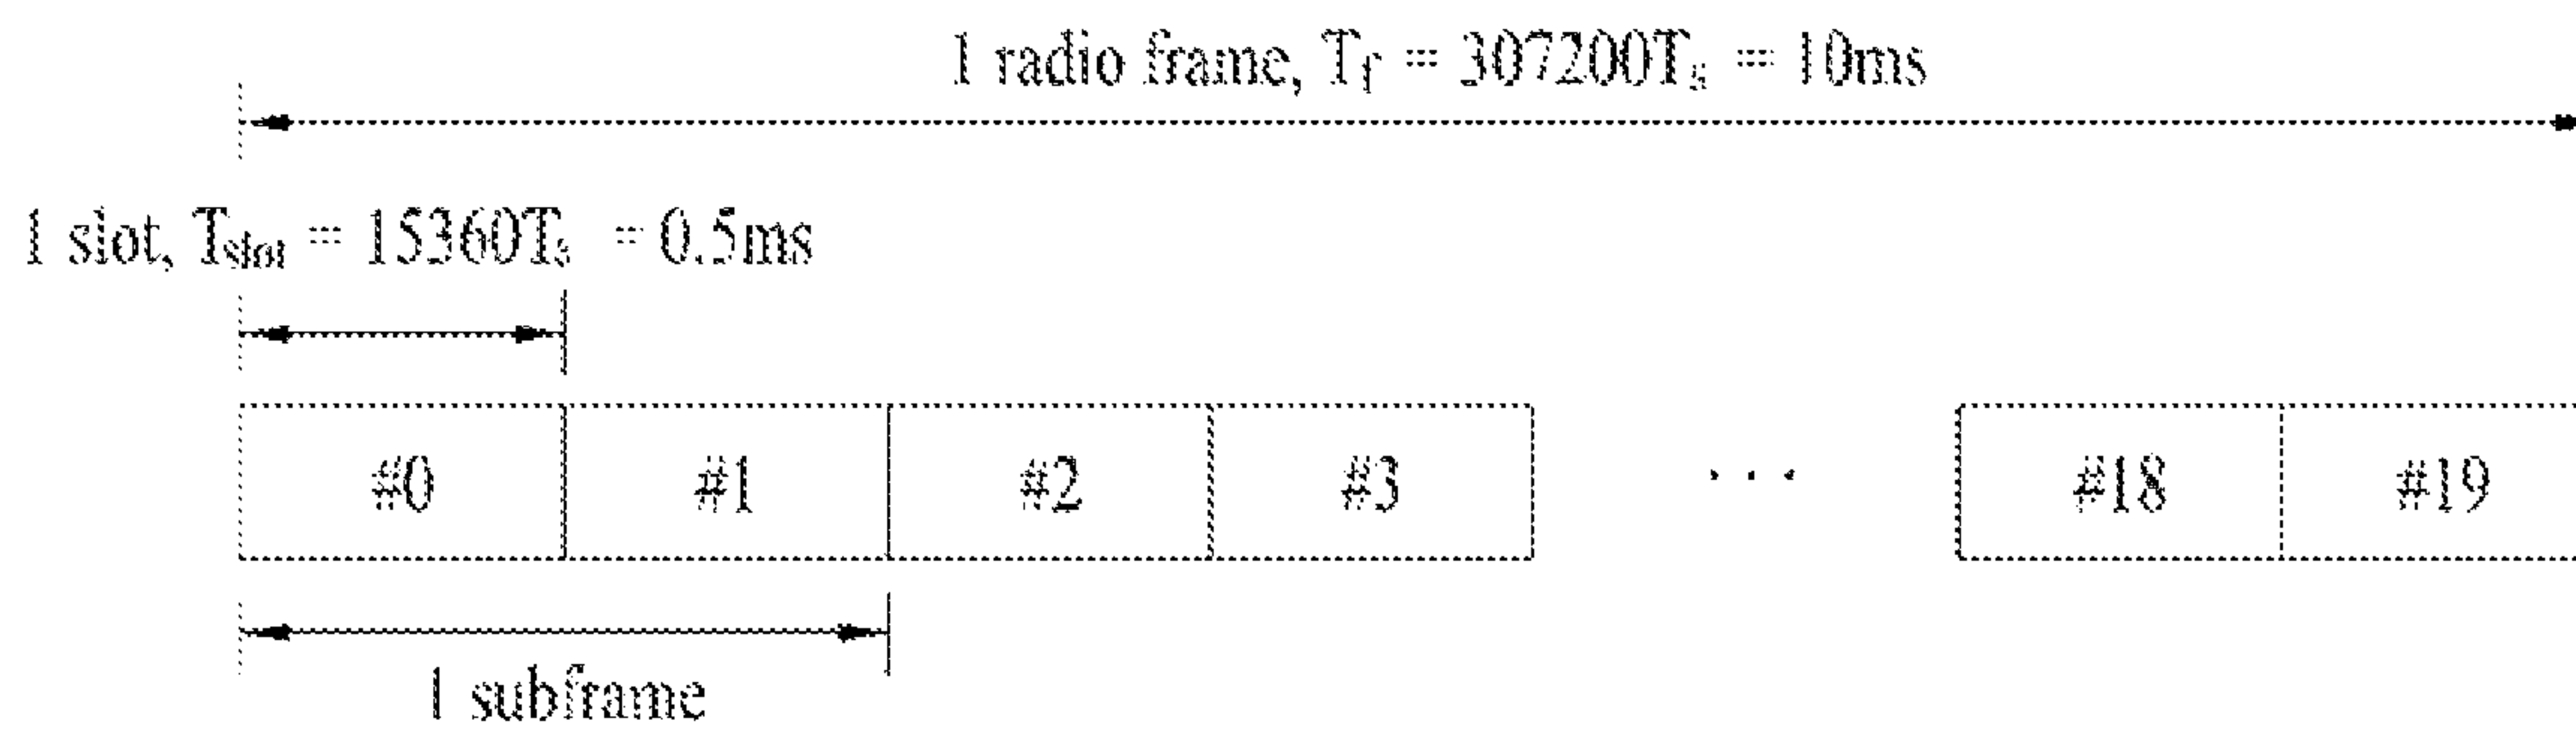 1 radio frame, Tf = 307200Ts = 10ms
1 slot, Tslot = 15360Ts = 0.5ms
#0 #1 #2 #3 ... #18 #19
1 subframe